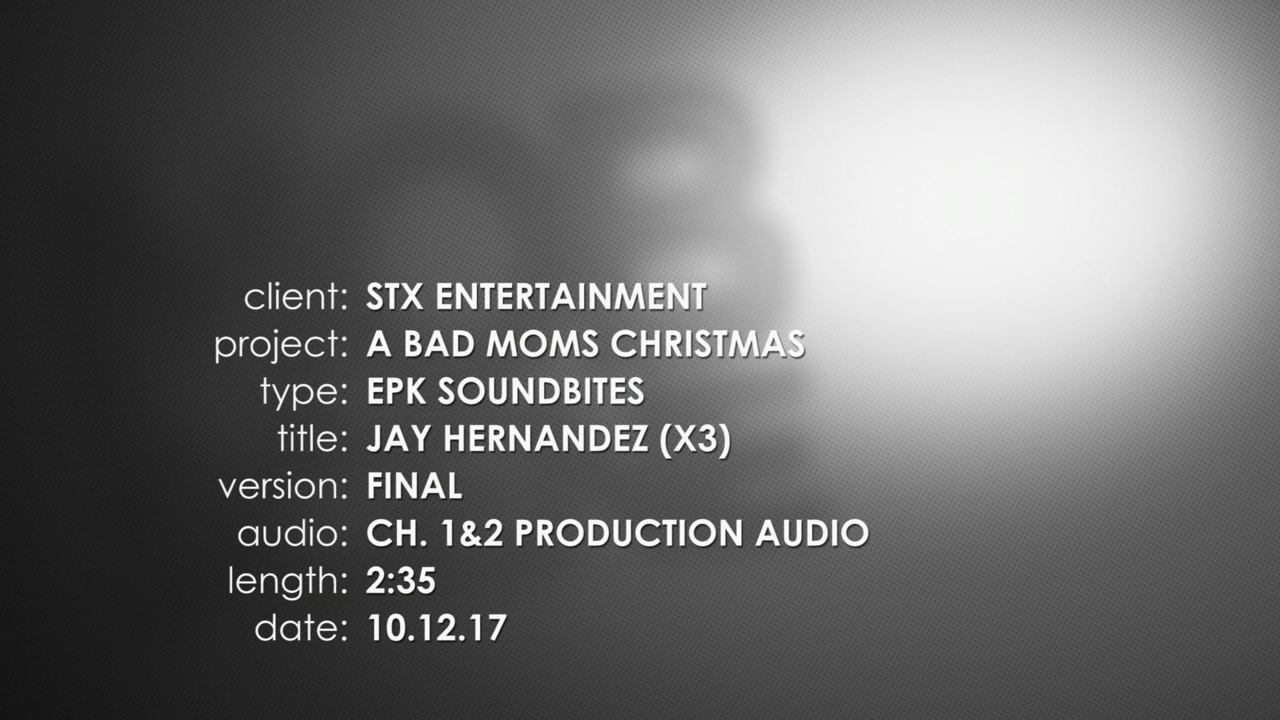 client: STX ENTERTAINMENT
project: A BAD MOMS CHRISTMAS
type: EPK SOUNDBITES
title: JAY HERNANDEZ (X3)
version: FINAL
audio: CH. 1&2 PRODUCTION AUDIO
length: 2:35
date: 10.12.17